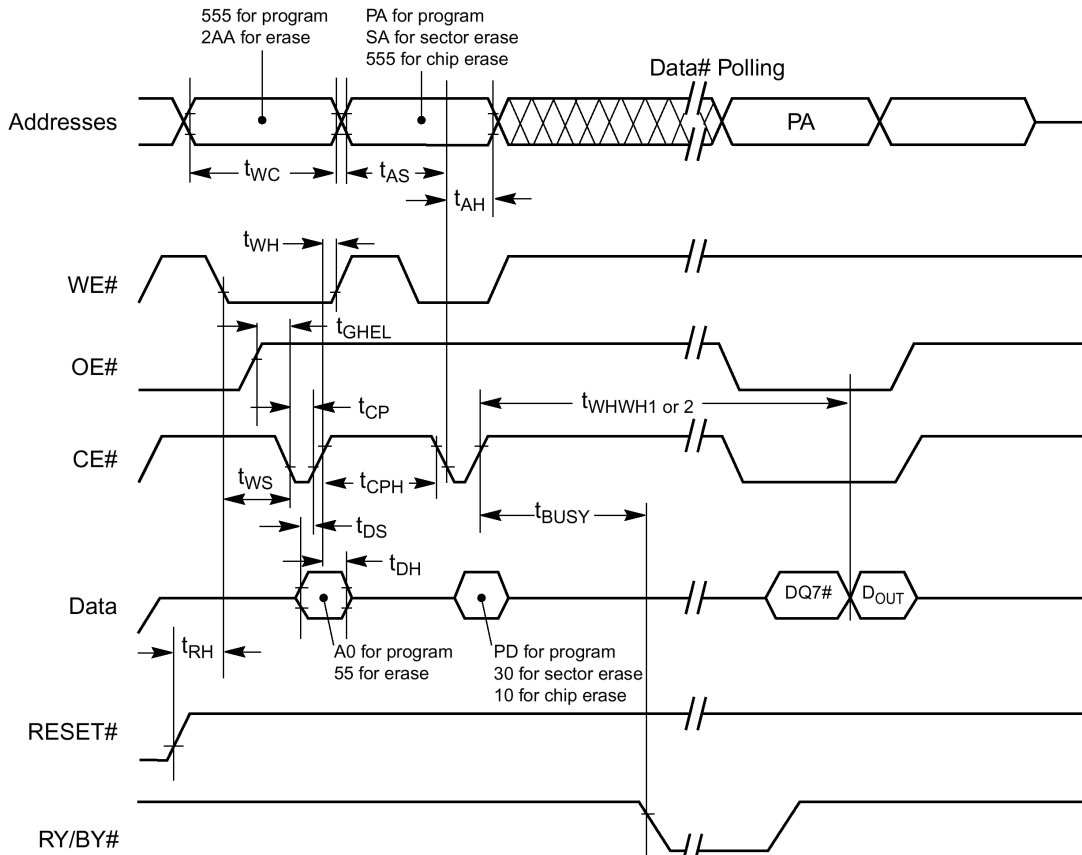 555 for program
2AA for erase
PA for program
SA for sector erase
555 for chip erase
Data# Polling
Addresses
PA
tWC
tAS
tAH
tWH
WE#
tGHEL
OE#
tCP
tWHWH1 or 2
CE#
tWS
tCPH
tBUSY
tDS
tDH
Data
DQ7#
DOUT
tRH
A0 for program
55 for erase
PD for program
30 for sector erase
10 for chip erase
RESET#
RY/BY#